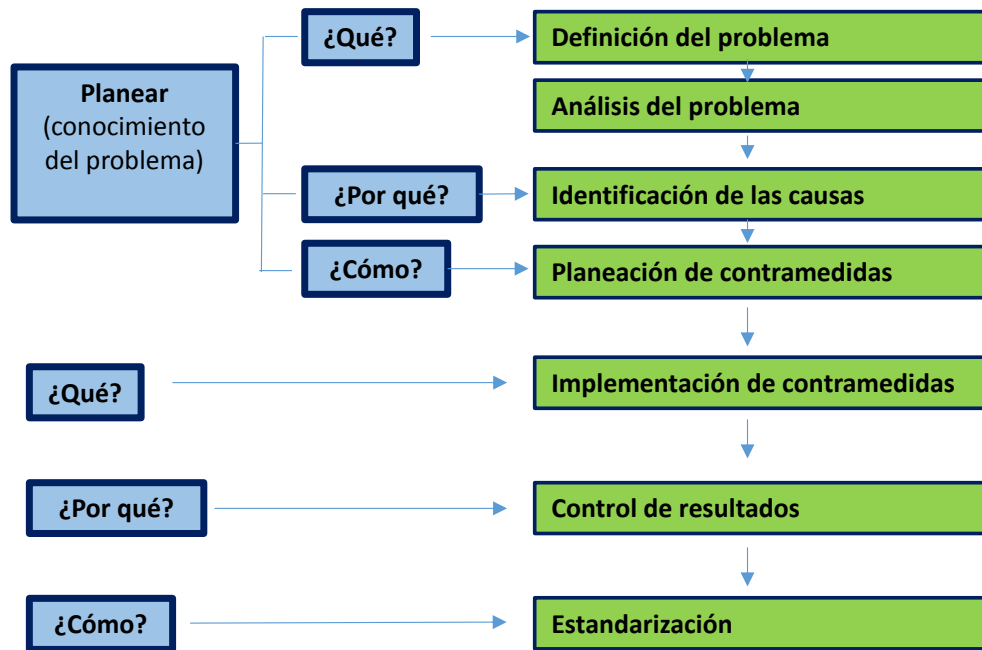 ¿Qué?
Definición del problema
Planear
(conocimiento
del problema)
Análisis del problema
¿Por qué?
Identificación de las causas
¿Cómo?
Planeación de contramedidas
¿Qué?
Implementación de contramedidas
¿Por qué?
Control de resultados
¿Cómo?
Estandarización